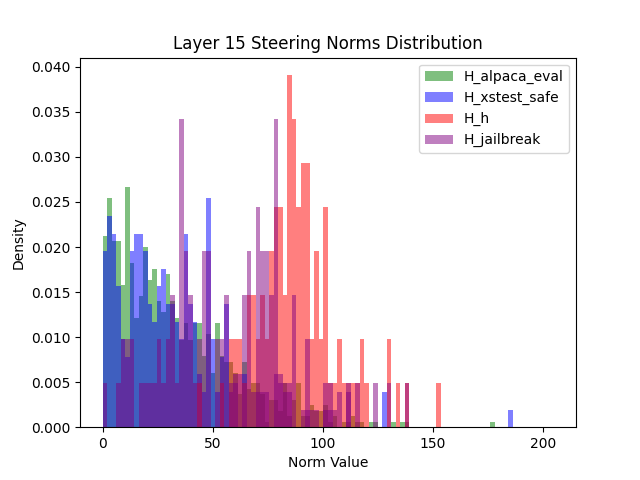 Layer 15 Steering Norms Distribution
H_alpaca_eval
H_xstest_safe
H_h
H_jailbreak
0.040
0.035
0.030
0.025
0.020
0.015
0.010
0.005
0.000
Density
0 50 100 150 200
Norm Value